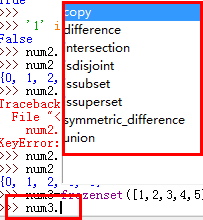 True
>>> '1' i
False
>>> num2.
>>> num2.
{0, 1, 2,
>>> num2.
Traceback
File "<
num2.
KeyError:
>>> num2.
>>> num2
{0, 1, 2,
>>> num3=frozenset([1,2,3,4,5]
>>> num3.
copy
difference
intersection
isdisjoint
issubset
issuperset
symmetric_difference
union